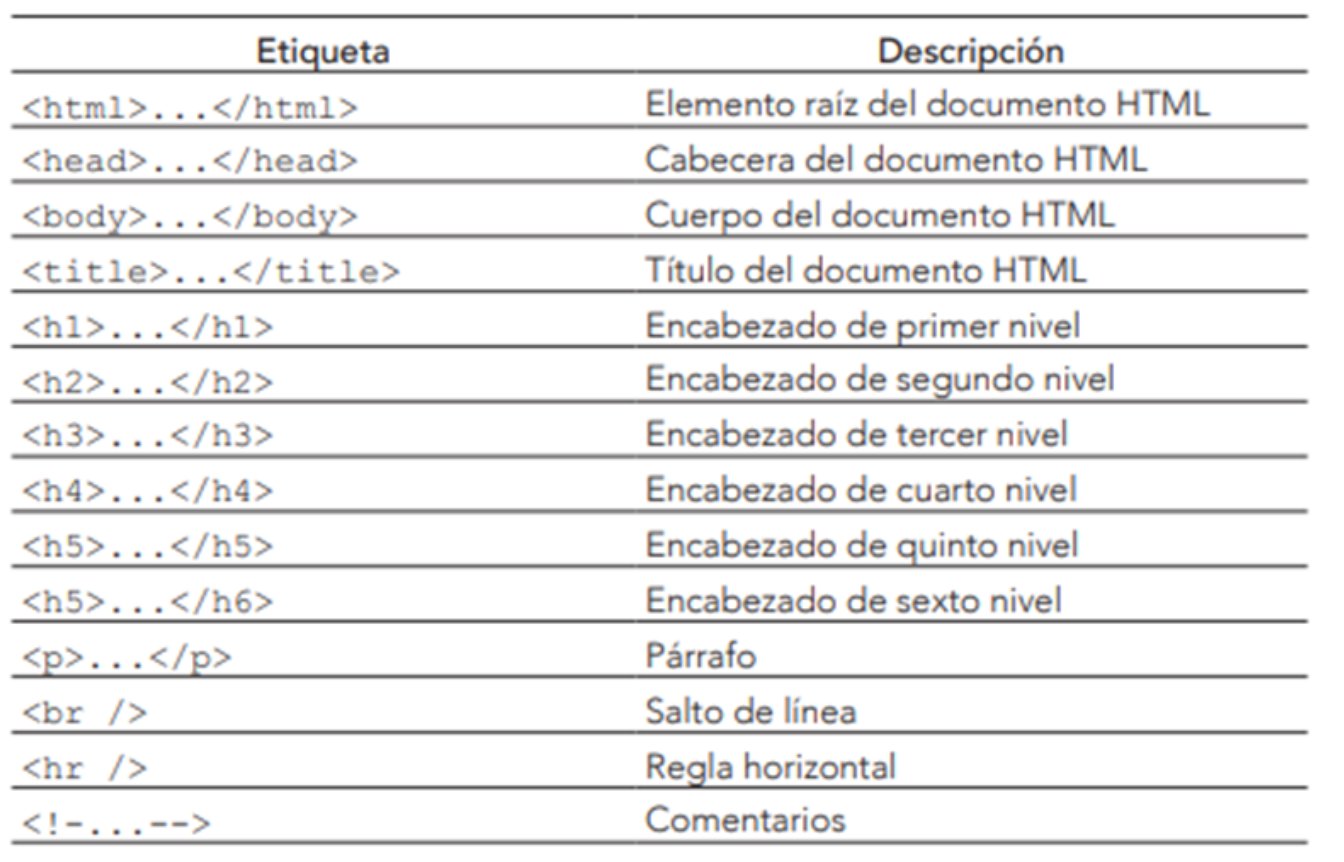 Etiqueta Descripción
<html>...</html> Elemento raíz del documento HTML
<head>...</head> Cabecera del documento HTML
<body>...</body> Cuerpo del documento HTML
<title>...</title> Título del documento HTML
<h1>...</h1> Encabezado de primer nivel
<h2>...</h2> Encabezado de segundo nivel
<h3>...</h3> Encabezado de tercer nivel
<h4>...</h4> Encabezado de cuarto nivel
<h5>...</h5> Encabezado de quinto nivel
<h5>...</h6> Encabezado de sexto nivel
<p>...</p> Párrafo
<br /> Salto de línea
<hr /> Regla horizontal
<!-...--> Comentarios